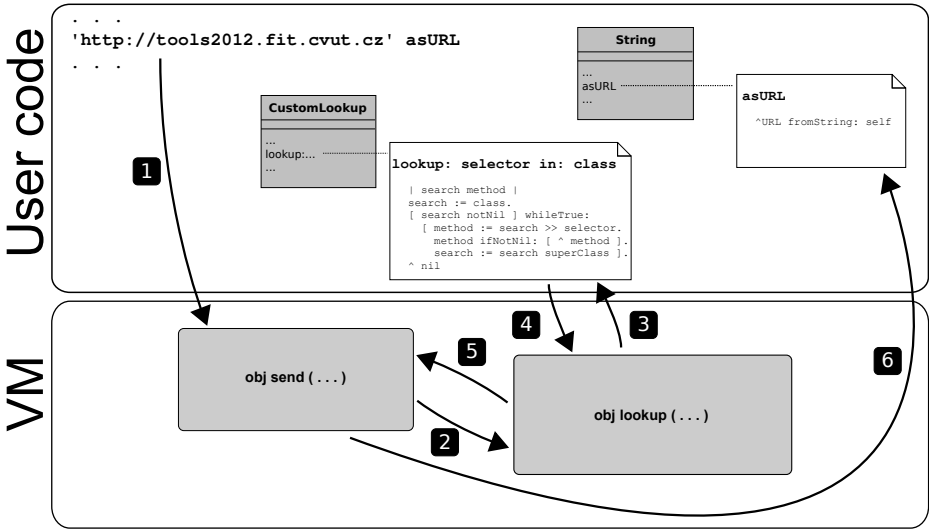 User code
. . .
'http://tools2012.fit.cvut.cz' asURL
. . .
String
...
asURL
...
asURL
^URL fromString: self
CustomLookup
...
lookup:...
...
lookup: selector in: class
| search method |
search := class.
[ search notNil ] whileTrue:
[ method := search >> selector.
method ifNotNil: [ ^ method ].
search := search superClass ].
^ nil
1
4
3
5
6
2
VM
obj send ( . . . )
obj lookup ( . . . )